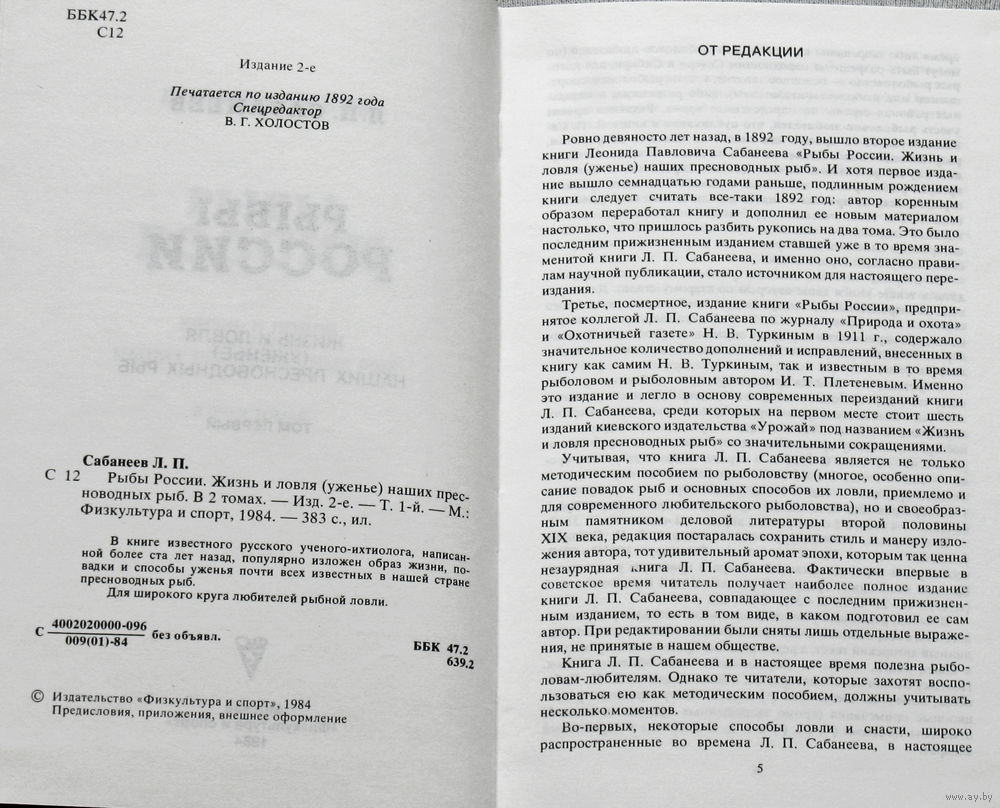 ББК47.2
С12
Издание 2-е
Печатается по изданию 1892 года
Спецредактор
В. Г. ХОЛОСТОВ
Сабанеев Л. П.
С 12 Рыбы России. Жизнь и ловля (уженье) наших прес-
новодных рыб. В 2 томах. — Изд. 2-е. — Т. 1-й. — М.:
Физкультура и спорт, 1984. — 383 с., ил.
В книге известного русского ученого-ихтиолога, написан-
ной более ста лет назад, популярно изложен образ жизни, по-
вадки и способы уженья почти всех известных в нашей стране
пресноводных рыб.
Для широкого круга любителей рыбной ловли.
С 4002020000-096 без объявл.
009(01)-84
ББК 47.2
639.2
© Издательство «Физкультура и спорт», 1984
Предисловия, приложения, внешнее оформление
ОТ РЕДАКЦИИ
Ровно девяносто лет назад, в 1892 году, вышло второе издание
книги Леонида Павловича Сабанеева «Рыбы России. Жизнь и
ловля (уженье) наших пресноводных рыб». И хотя первое изда-
ние вышло семнадцатью годами раньше, подлинным рождением
книги следует считать все-таки 1892 год: автор коренным
образом переработал книгу и дополнил ее новым материалом
настолько, что пришлось разбить рукопись на два тома. Это было
последним прижизненным изданием ставшей уже в то время зна-
менитой книги Л. П. Сабанеева, и именно оно, согласно прави-
лам научной публикации, стало источником для настоящего пере-
издания.
Третье, посмертное, издание книги «Рыбы России», предпри-
нятое коллегой Л. П. Сабанеева по журналу «Природа и охота»
и «Охотничьей газете» Н. В. Туркиным в 1911 г., содержало
значительное количество дополнений и исправлений, внесенных в
книгу как самим Н. В. Туркиным, так и известным в то время
рыболовом и рыболовным автором И. Т. Плетеневым. Именно
это издание и легло в основу современных переизданий книги
Л. П. Сабанеева, среди которых на первом месте стоит шесть
изданий киевского издательства «Урожай» под названием «Жизнь
и ловля пресноводных рыб» со значительными сокращениями.
Учитывая, что книга Л. П. Сабанеева является не только
методическим пособием по рыболовству (многое, особенно опи-
сание повадок рыб и основных способов их ловли, приемлемо и
для современного любительского рыболовства), но и своеобраз-
ным памятником деловой литературы второй половины
XIX века, редакция постаралась сохранить стиль и манеру изло-
жения автора, тот удивительный аромат эпохи, которым так ценна
незаурядная книга Л. П. Сабанеева. Фактически впервые в
советское время читатель получает наиболее полное издание
книги Л. П. Сабанеева, совпадающее с последним прижизнен-
ным изданием, то есть в том виде, в каком подготовил ее сам
автор. При редактировании были сняты лишь отдельные выраже-
ния, не принятые в нашем обществе.
Книга Л. П. Сабанеева и в настоящее время полезна рыбо-
ловам-любителям. Однако те читатели, которые захотят восполь-
зоваться ею как методическим пособием, должны учитывать
несколько моментов.
Во-первых, некоторые способы ловли и снасти, широко
распространенные во времена Л. П. Сабанеева, в настоящее
5
www.ay.by